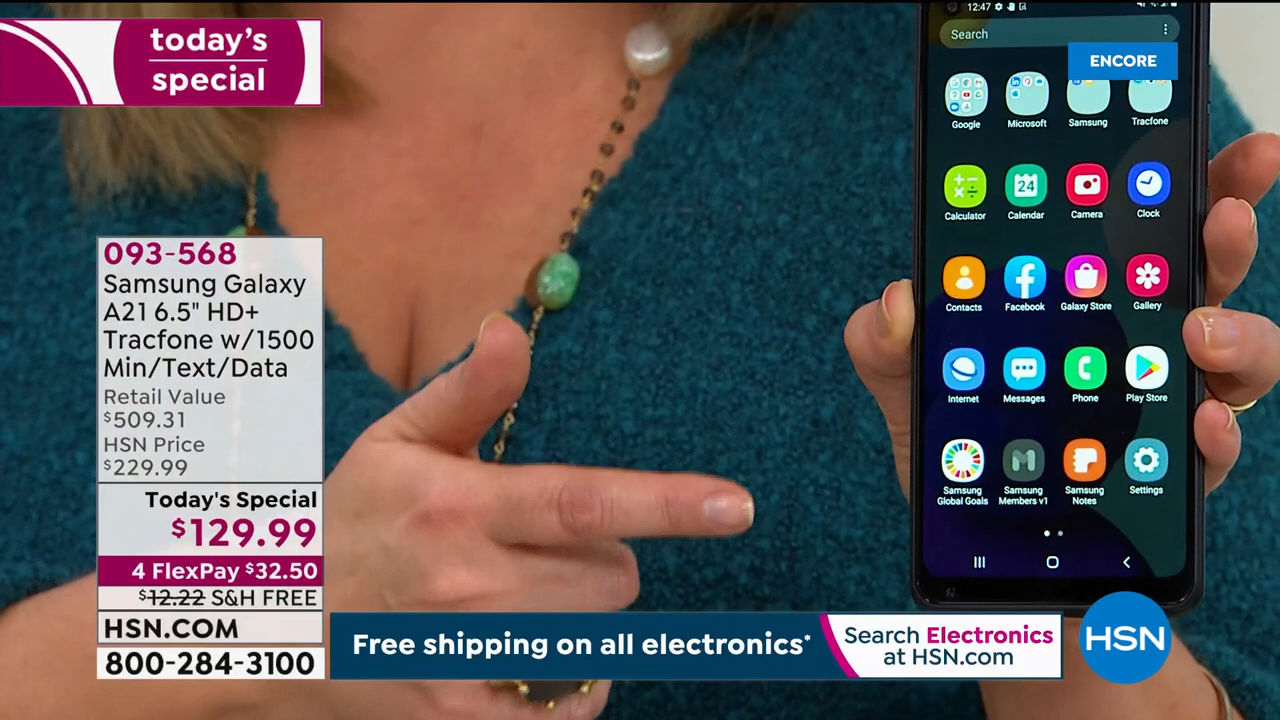 today's
special
093-568
Samsung Galaxy
A21 6.5" HD+
Tracfone w/1500
Min/Text/Data
Retail Value
$509.31
HSN Price
$229.99
Today's Special
$129.99
4 FlexPay $32.50
$12.22 S&H FREE
HSN.COM
800-284-3100
12:47
Search
ENCORE
Google Microsoft Samsung Tracfone
24
Calculator Calendar Camera Clock
Contacts Facebook Galaxy Store Gallery
Internet Messages Phone Play Store
Samsung Global Goals
Samsung Members v1
Samsung Notes
Settings
Free shipping on all electronics*
Search Electronics
at HSN.com
HSN